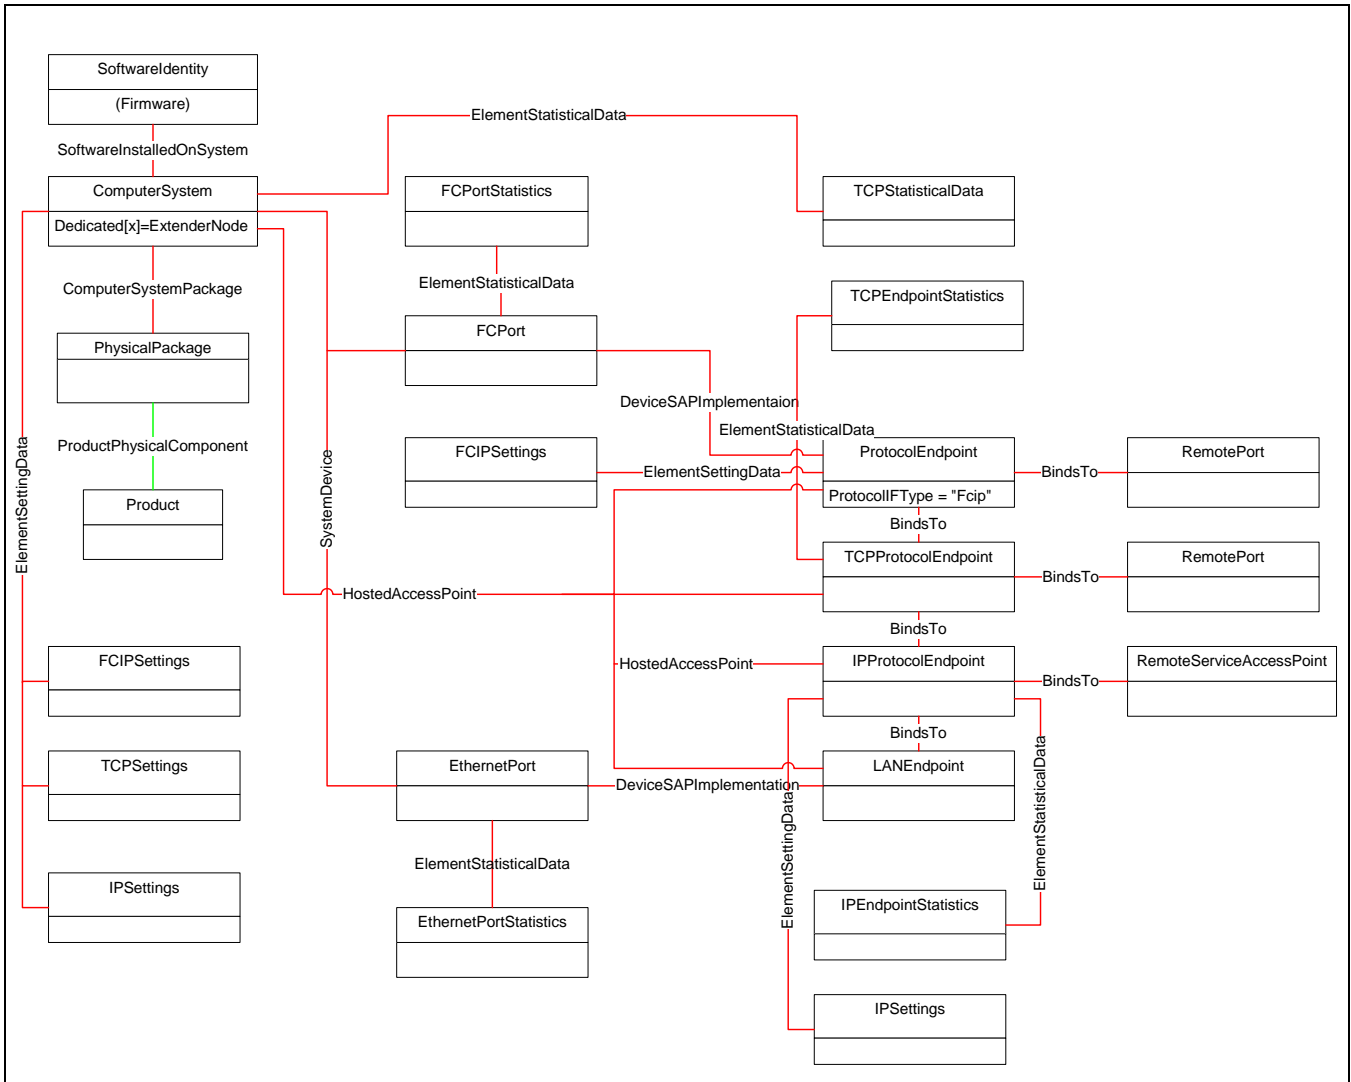 SoftwareIdentity
(Firmware)
ElementStatisticalData
SoftwareInstalledOnSystem
ComputerSystem
FCPortStatistics
TCPStatisticalData
Dedicated[x]=ExtenderNode
ElementStatisticalData
ComputerSystemPackage
TCPEndpointStatistics
FCPort
PhysicalPackage
DeviceSAPImplementaion
ElementStatisticalData
ProductPhysicalComponent
FCIPSettings
ProtocolEndpoint
RemotePort
ElementSettingData
BindsTo
ElementSettingData
SystemDevice
Product
ProtocolIFType = "Fcip"
BindsTo
TCPProtocolEndpoint
RemotePort
BindsTo
HostedAccessPoint
BindsTo
FCIPSettings
HostedAccessPoint
IPProtocolEndpoint
RemoteServiceAccessPoint
BindsTo
BindsTo
TCPSettings
EthernetPort
LANEndpoint
DeviceSAPImplementation
ElementSettingData
ElementStatisticalData
ElementStatisticalData
IPSettings
IPEndpointStatistics
EthernetPortStatistics
IPSettings